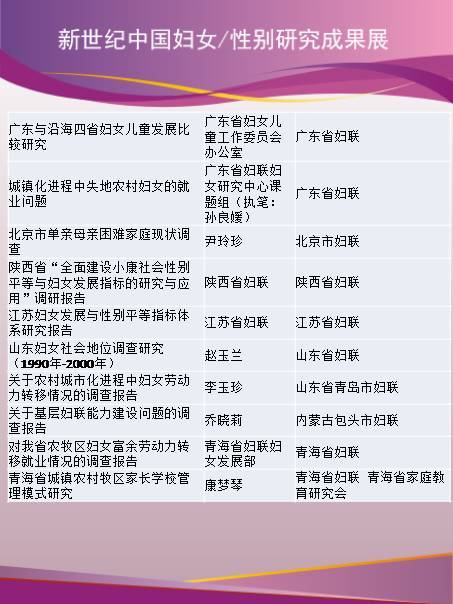 新世纪中国妇女/性别研究成果展
广东与沿海四省妇女儿童发展比
较研究
广东省妇女儿
童工作委员会
办公室
广东省妇联
城镇化进程中失地农村妇女的就
业问题
广东省妇联妇
女研究中心课
题组（执笔：
孙良媛）
广东省妇联
北京市单亲母亲困难家庭现状调
查
尹玲珍
北京市妇联
陕西省“全面建设小康社会性别
平等与妇女发展指标的研究与应
用”调研报告
陕西省妇联
陕西省妇联
江苏妇女发展与性别平等指标体
系研究报告
江苏省妇联
江苏省妇联
山东妇女社会地位调查研究
（1990年-2000年）
赵玉兰
山东省妇联
关于农村城市化进程中妇女劳动
力转移情况的调查报告
李玉珍
山东省青岛市妇联
关于基层妇联能力建设问题的调
查报告
乔晓莉
内蒙古包头市妇联
对我省农牧区妇女富余劳动力转
移就业情况的调查报告
青海省妇联妇
女发展部
青海省妇联
青海省城镇农村牧区家长学校管
理模式研究
康梦琴
青海省妇联 青海省家庭教
育研究会